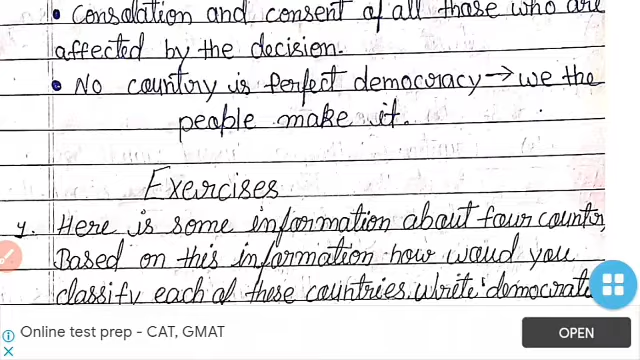 • Consolation and consent of all those who are
affected by the decision.
• No country is perfect democracy → we the
people make it.
Exercises
1. Here is some information about four countr
Based on this information how woud you
classify each of these countries. Write 'democrate
Online test prep - CAT, GMAT
OPEN